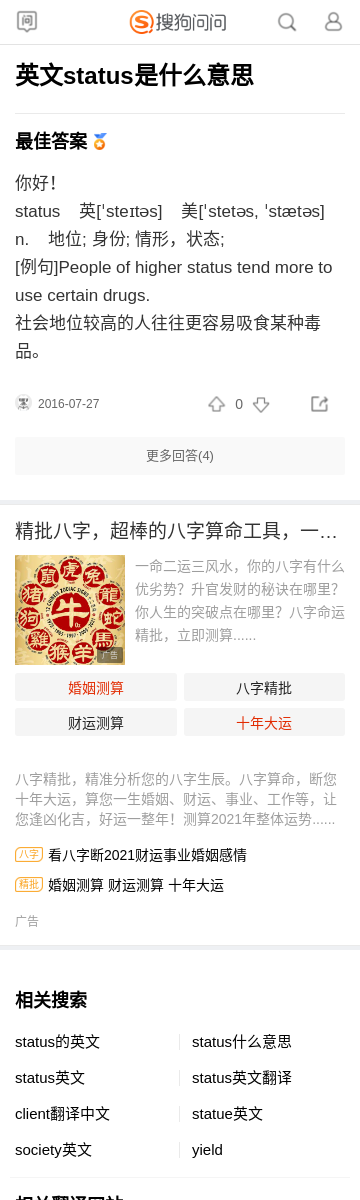 搜狗问问
英文status是什么意思
最佳答案
你好！
status 英[ˈsteɪtəs] 美[ˈstetəs, ˈstætəs]
n. 地位; 身份; 情形，状态;
[例句]People of higher status tend more to
use certain drugs.
社会地位较高的人往往更容易吸食某种毒
品。
2016-07-27 0
更多回答(4)
精批八字，超棒的八字算命工具，一…
一命二运三风水，你的八字有什么
优劣势？升官发财的秘诀在哪里？
你人生的突破点在哪里？八字命运
精批，立即测算......
广告
婚姻测算 八字精批
财运测算 十年大运
八字精批，精准分析您的八字生辰。八字算命，断您
十年大运，算您一生婚姻、财运、事业、工作等，让
您逢凶化吉，好运一整年！测算2021年整体运势......
八字 看八字断2021财运事业婚姻感情
精批 婚姻测算 财运测算 十年大运
广告
相关搜索
status的英文 status什么意思
status英文 status英文翻译
client翻译中文 statue英文
society英文 yield